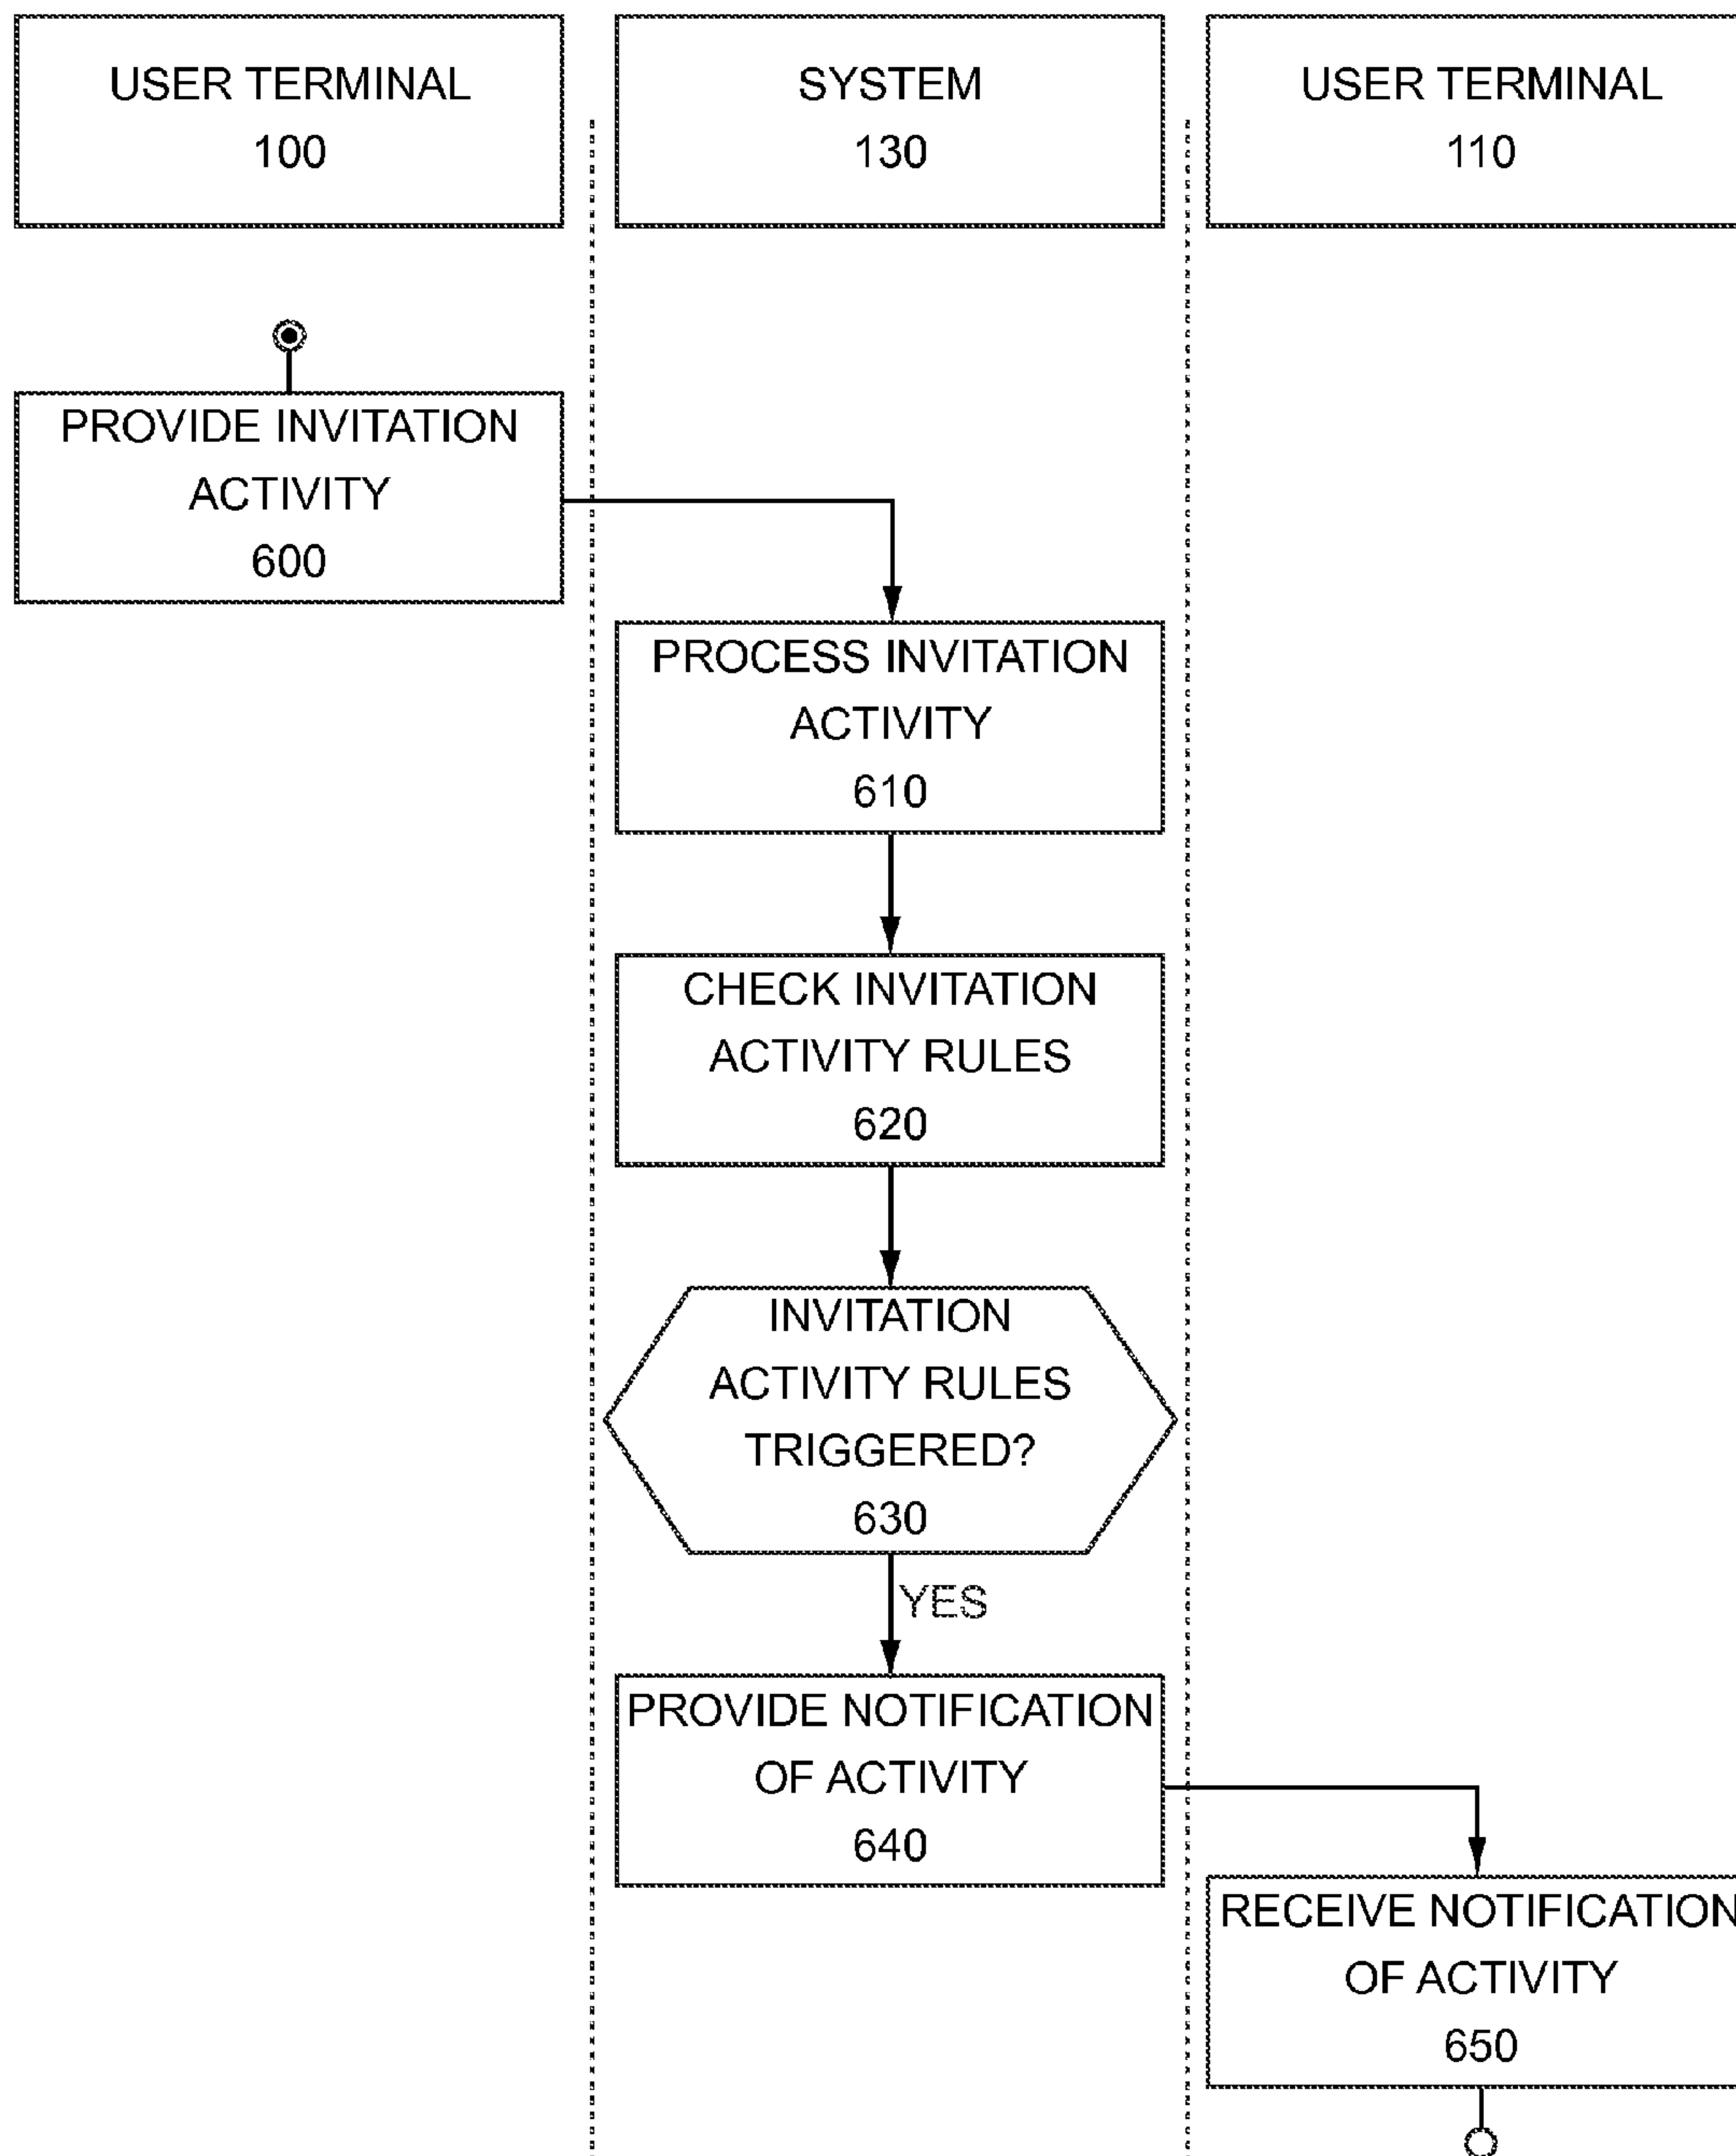 USER TERMINAL
100
SYSTEM
130
USER TERMINAL
110
PROVIDE INVITATION
ACTIVITY
600
PROCESS INVITATION
ACTIVITY
610
CHECK INVITATION
ACTIVITY RULES
620
INVITATION
ACTIVITY RULES
TRIGGERED?
630
YES
PROVIDE NOTIFICATION
OF ACTIVITY
640
RECEIVE NOTIFICATION
OF ACTIVITY
650